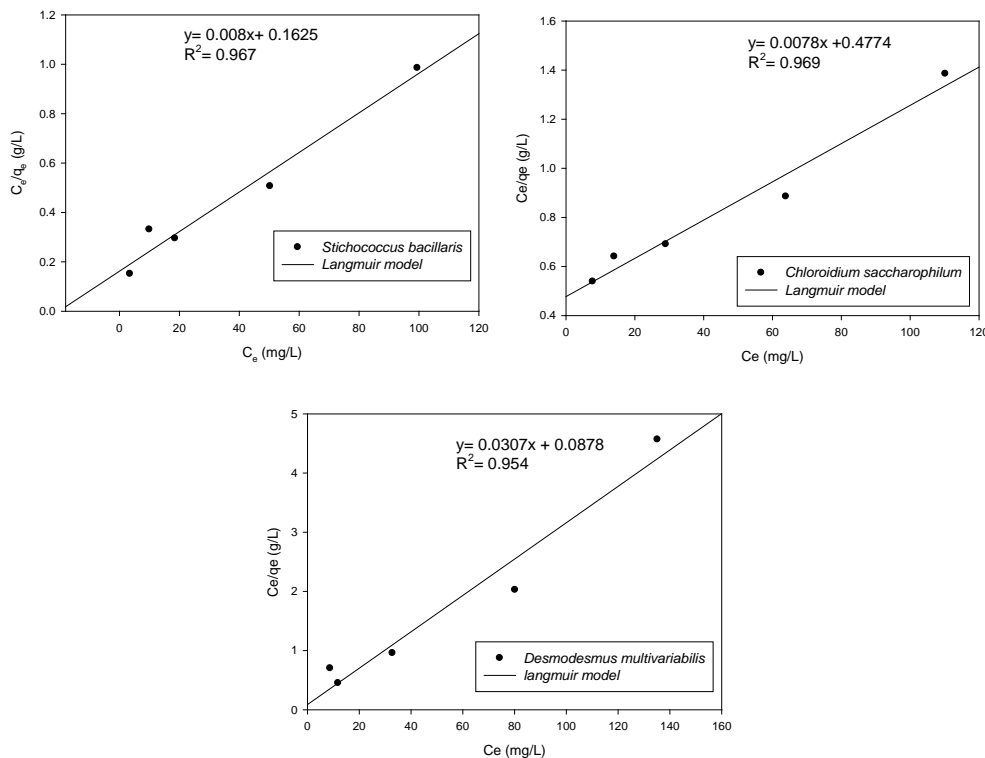 y= 0.008x+ 0.1625
R²= 0.967
1.2
1.0
0.8
0.6
0.4
0.2
0.0
Cₑ/qₑ (g/L)
Stichococcus bacillaris
Langmuir model
0 20 40 60 80 100 120
Cₑ (mg/L)
y= 0.0078x +0.4774
R²= 0.969
1.6
1.4
1.2
1.0
0.8
0.6
0.4
Ce/qe (g/L)
Chloroidium saccharophilum
Langmuir model
0 20 40 60 80 100 120
Ce (mg/L)
y= 0.0307x + 0.0878
R²= 0.954
5
4
3
2
1
0
Ce/qe (g/L)
Desmodesmus multivariabilis
langmuir model
0 20 40 60 80 100 120 140 160
Ce (mg/L)